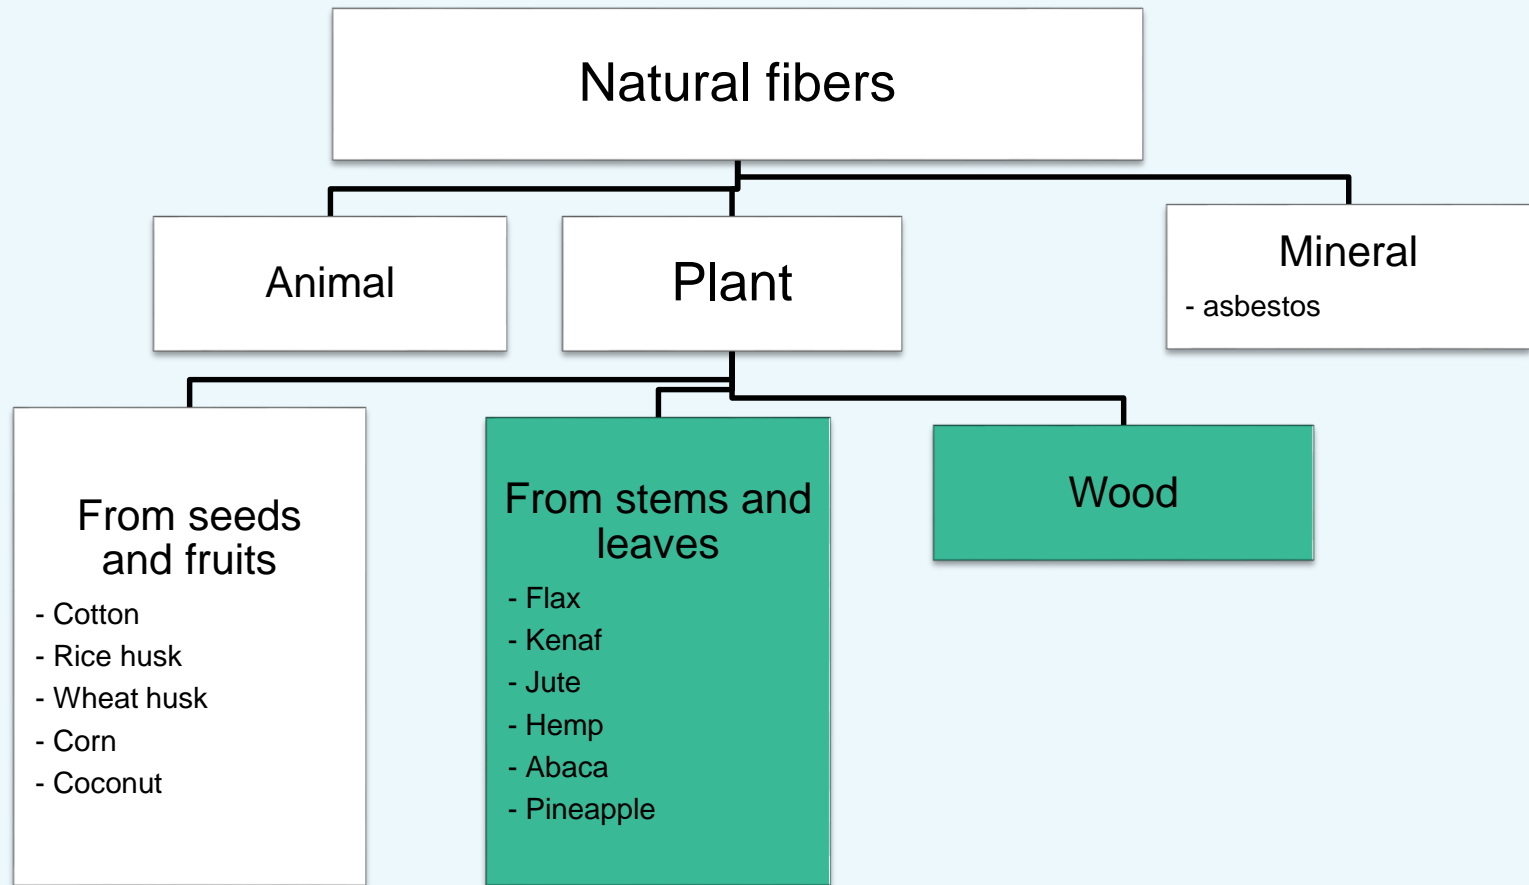 Natural fibers
Animal
Plant
Mineral
- asbestos
From seeds
and fruits
- Cotton
- Rice husk
- Wheat husk
- Corn
- Coconut
From stems and
leaves
- Flax
- Kenaf
- Jute
- Hemp
- Abaca
- Pineapple
Wood